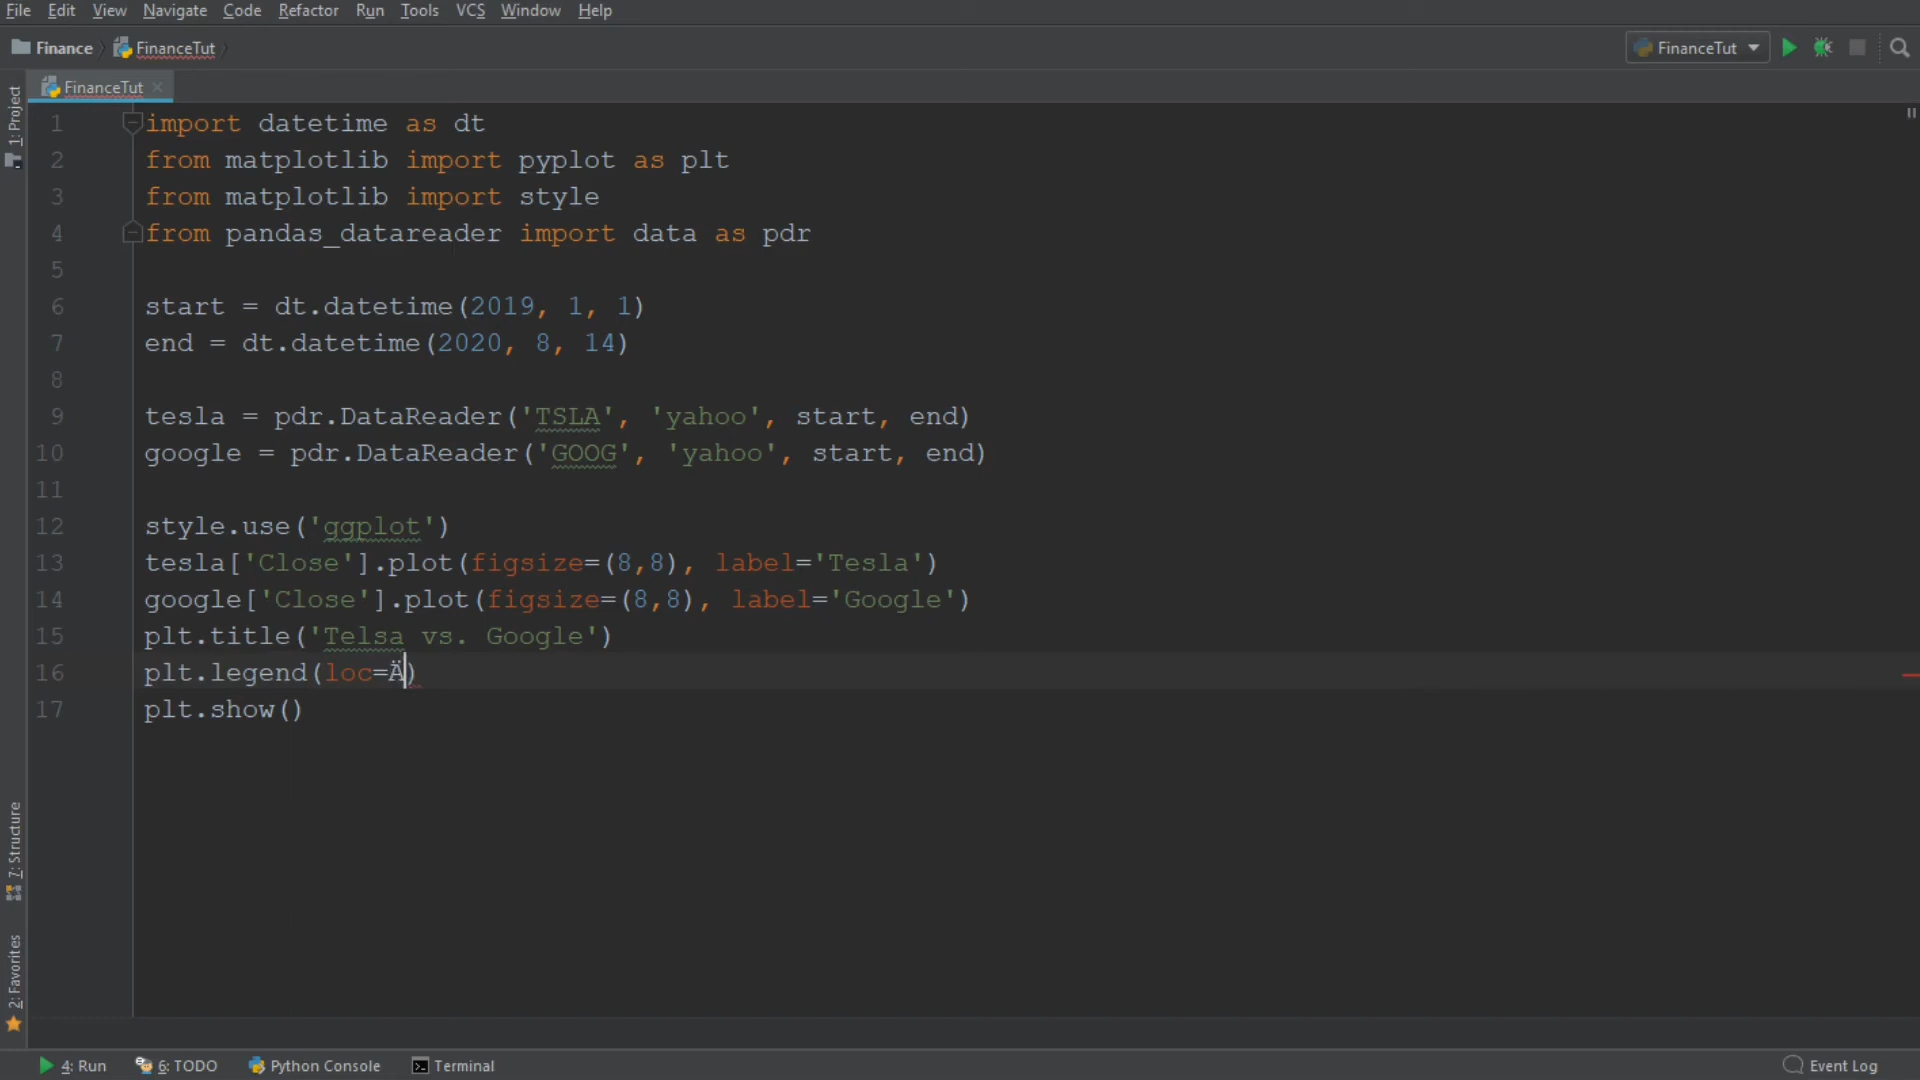 File Edit View Navigate Code Refactor Run Tools VCS Window Help
Finance FinanceTut FinanceTut
FinanceTut
1: Project
1 import datetime as dt
2 from matplotlib import pyplot as plt
3 from matplotlib import style
4 from pandas_datareader import data as pdr
5
6 start = dt.datetime(2019, 1, 1)
7 end = dt.datetime(2020, 8, 14)
8
9 tesla = pdr.DataReader('TSLA', 'yahoo', start, end)
10 google = pdr.DataReader('GOOG', 'yahoo', start, end)
11
12 style.use('ggplot')
13 tesla['Close'].plot(figsize=(8,8), label='Tesla')
14 google['Close'].plot(figsize=(8,8), label='Google')
15 plt.title('Telsa vs. Google')
16 plt.legend(loc=Ä)
17 plt.show()
7: Structure
2: Favorites
4: Run 6: TODO Python Console Terminal Event Log